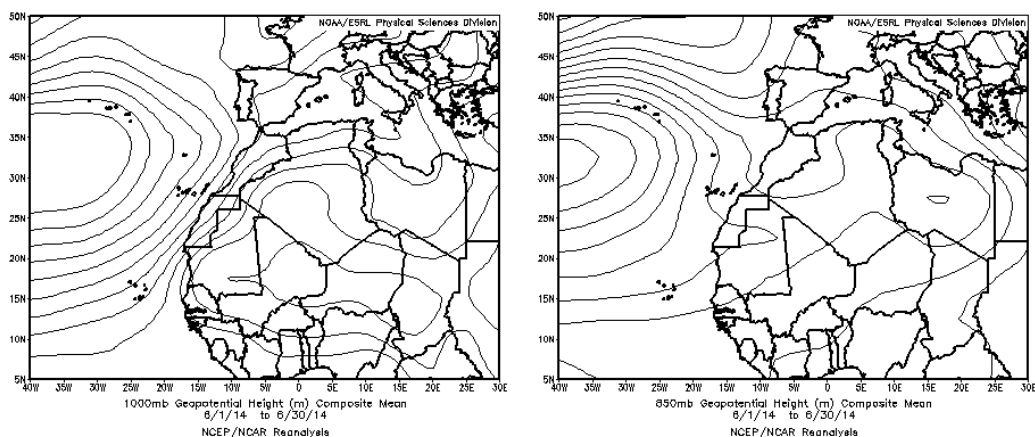 NOAA/ESRL Physical Sciences Division
50N
45N
40N
35N
30N
25N
20N
15N
10N
5N
40W 35W 30W 25W 20W 15W 10W 5W 0 5E 10E 15E 20E 25E 30E
1000mb Geopotential Height (m) Composite Mean
6/1/14 to 6/30/14
NCEP/NCAR Reanalysis
NOAA/ESRL Physical Sciences Division
50N
45N
40N
35N
30N
25N
20N
15N
10N
5N
40W 35W 30W 25W 20W 15W 10W 5W 0 5E 10E 15E 20E 25E 30E
850mb Geopotential Height (m) Composite Mean
6/1/14 to 6/30/14
NCEP/NCAR Reanalysis